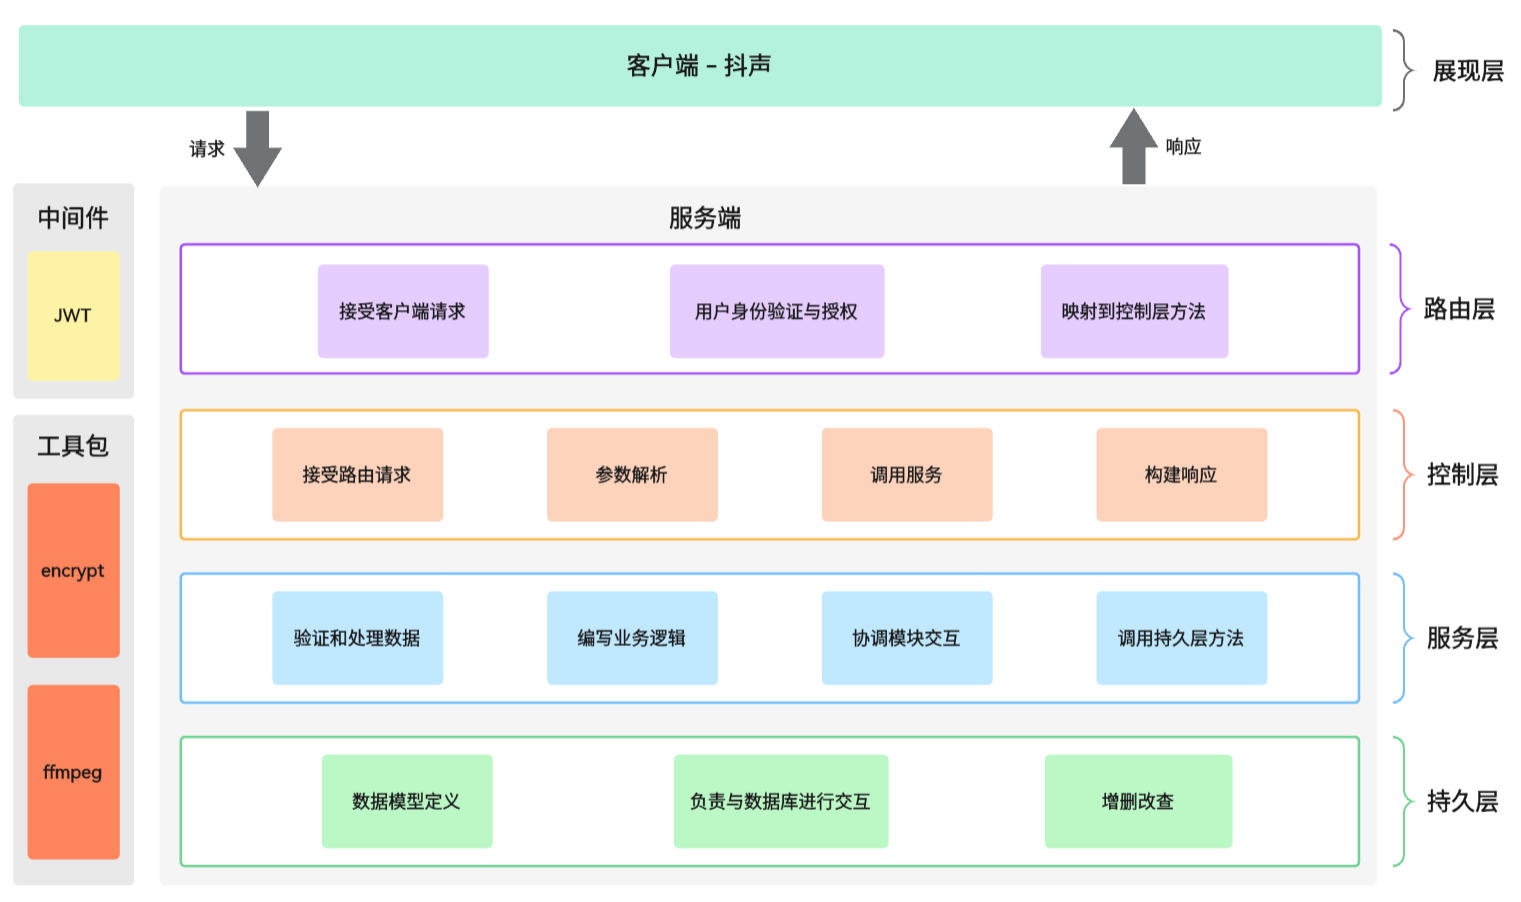 客户端 – 抖声
展现层
请求
响应
中间件
JWT
工具包
encrypt
ffmpeg
服务端
接受客户端请求
用户身份验证与授权
映射到控制层方法
路由层
接受路由请求
参数解析
调用服务
构建响应
控制层
验证和处理数据
编写业务逻辑
协调模块交互
调用持久层方法
服务层
数据模型定义
负责与数据库进行交互
增删改查
持久层